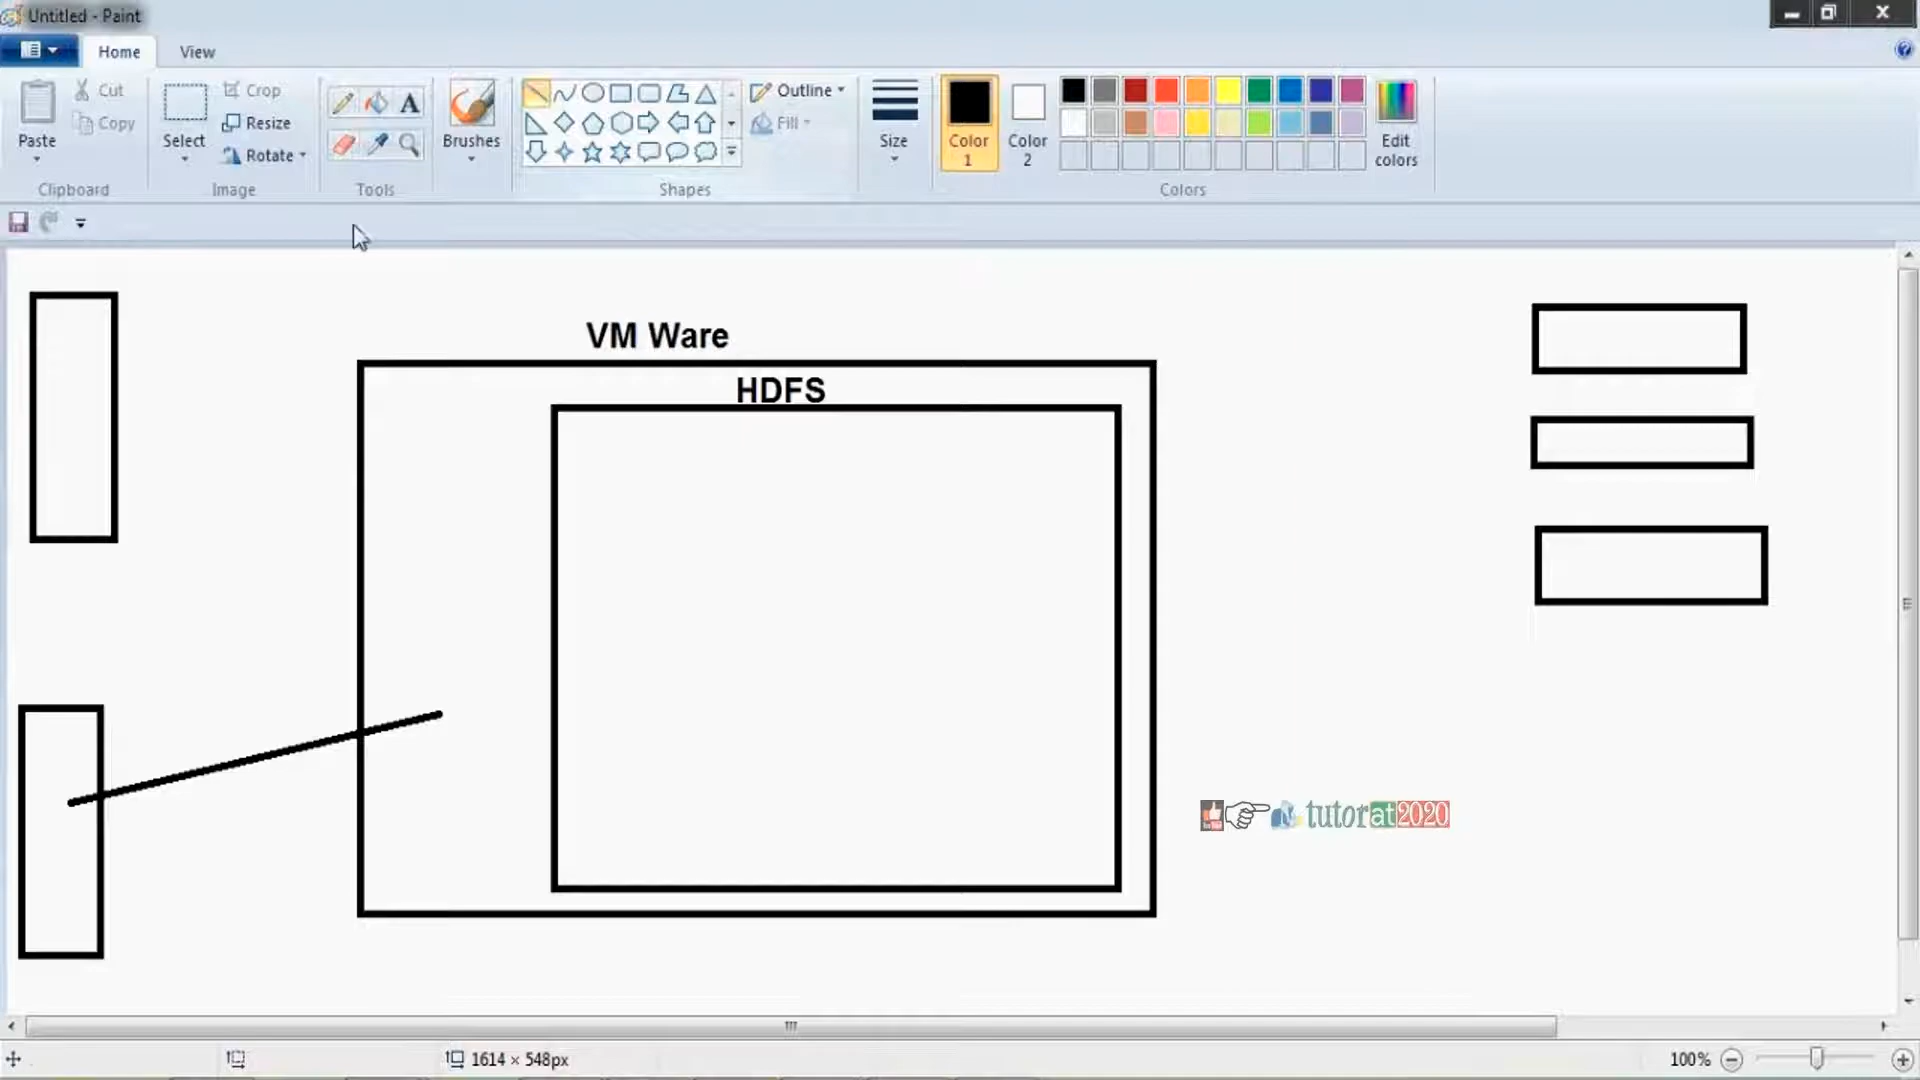 Untitled - Paint
Home
View
Paste
Cut
Copy
Clipboard
Select
Crop
Resize
Rotate
Image
A
Tools
Brushes
Outline
Fill
Shapes
Size
Color
1
Color
2
Edit
colors
Colors
VM Ware
HDFS
tutorat2020
1614 × 548px
100%